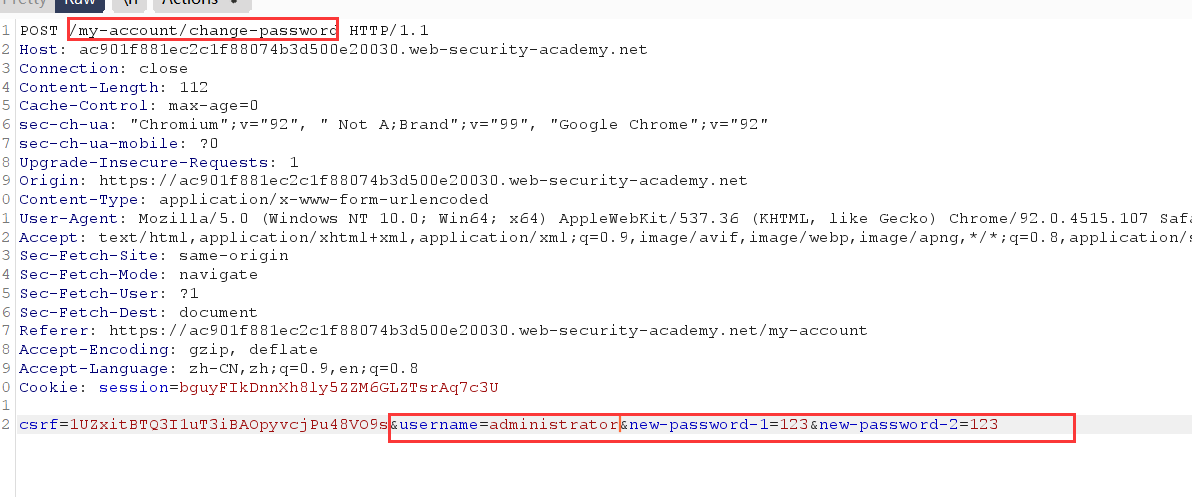 Pretty Raw \n Actions
1 POST /my-account/change-password HTTP/1.1
2 Host: ac901f881ec2c1f88074b3d500e20030.web-security-academy.net
3 Connection: close
4 Content-Length: 112
5 Cache-Control: max-age=0
6 sec-ch-ua: "Chromium";v="92", " Not A;Brand";v="99", "Google Chrome";v="92"
7 sec-ch-ua-mobile: ?0
8 Upgrade-Insecure-Requests: 1
9 Origin: https://ac901f881ec2c1f88074b3d500e20030.web-security-academy.net
0 Content-Type: application/x-www-form-urlencoded
1 User-Agent: Mozilla/5.0 (Windows NT 10.0; Win64; x64) AppleWebKit/537.36 (KHTML, like Gecko) Chrome/92.0.4515.107 Safa
2 Accept: text/html,application/xhtml+xml,application/xml;q=0.9,image/avif,image/webp,image/apng,*/*;q=0.8,application/s
3 Sec-Fetch-Site: same-origin
4 Sec-Fetch-Mode: navigate
5 Sec-Fetch-User: ?1
6 Sec-Fetch-Dest: document
7 Referer: https://ac901f881ec2c1f88074b3d500e20030.web-security-academy.net/my-account
8 Accept-Encoding: gzip, deflate
9 Accept-Language: zh-CN,zh;q=0.9,en;q=0.8
0 Cookie: session=bguyFIkDnnXh8ly5ZZM6GLZTsrAq7c3U
1
2 csrf=1UZxitBTQ3I1uT3iBAOpyvcjPu48VO9s&username=administrator&new-password-1=123&new-password-2=123